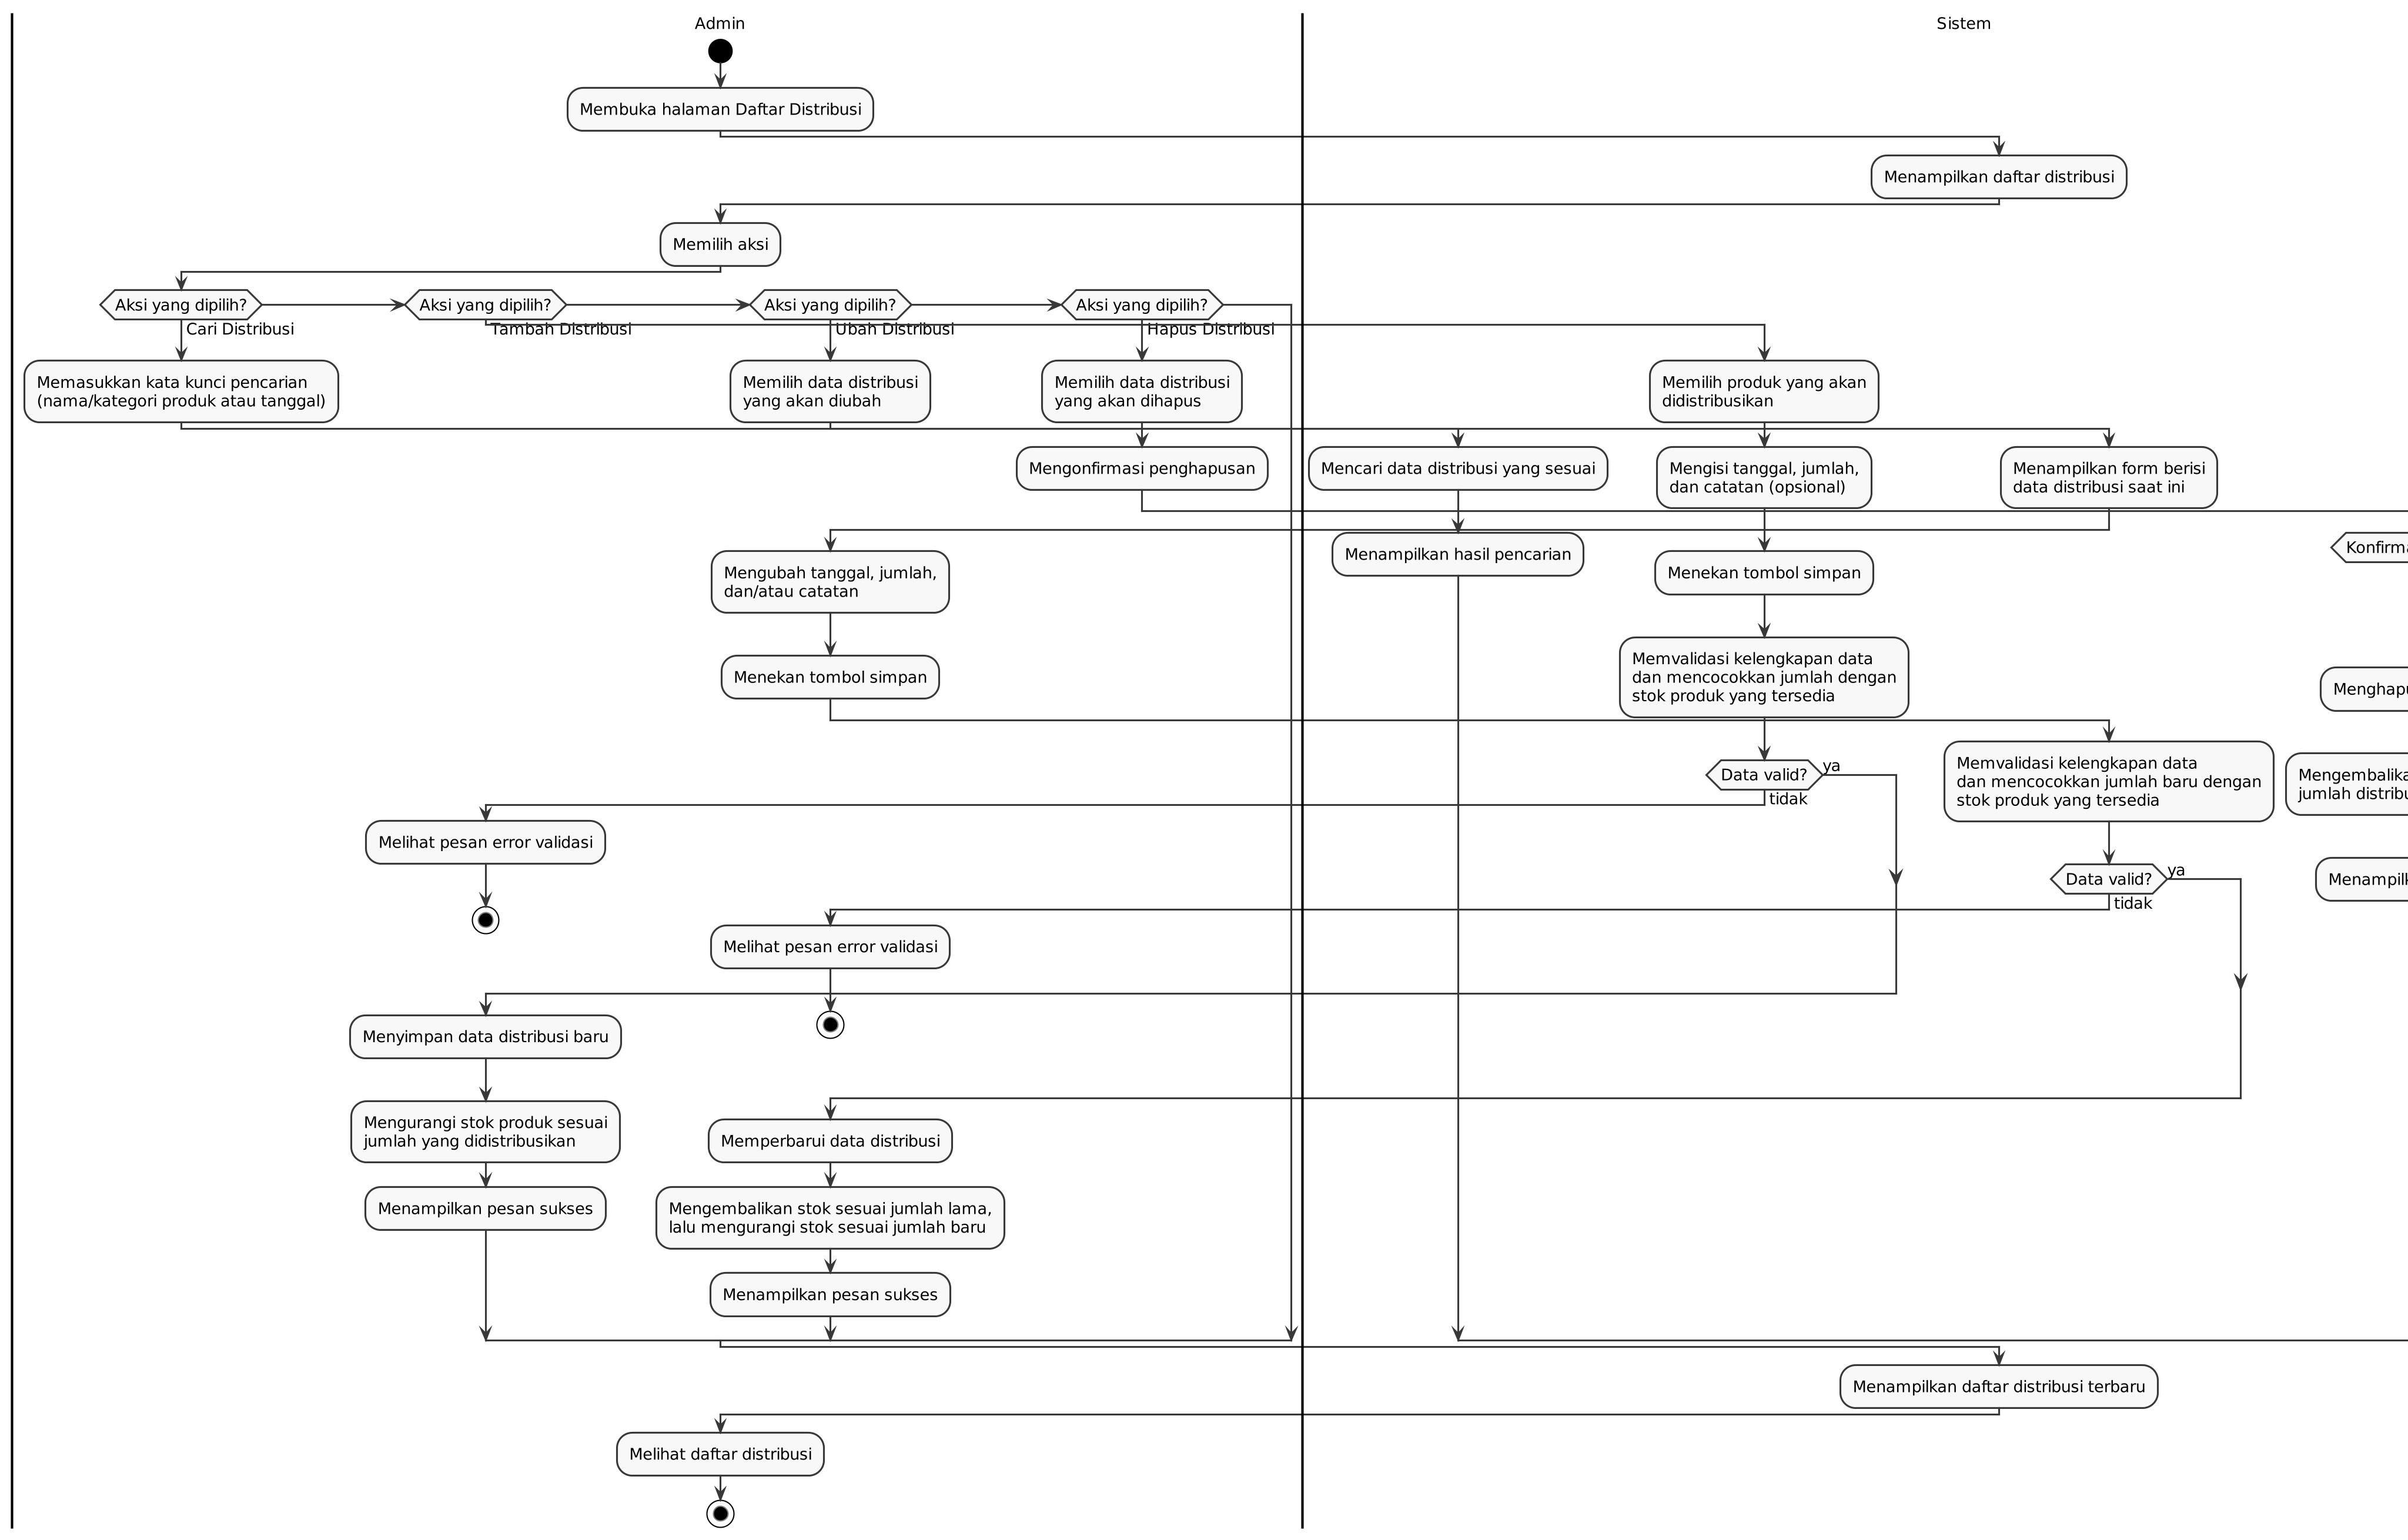 Admin
Sistem
Membuka halaman Daftar Distribusi
Menampilkan daftar distribusi
Memilih aksi
Aksi yang dipilih?
Aksi yang dipilih?
Aksi yang dipilih?
Aksi yang dipilih?
Cari Distribusi
Tambah Distribusi
Ubah Distribusi
Hapus Distribusi
Memasukkan kata kunci pencarian
(nama/kategori produk atau tanggal)
Memilih data distribusi
yang akan diubah
Memilih data distribusi
yang akan dihapus
Memilih produk yang akan
didistribusikan
Mengonfirmasi penghapusan
Mencari data distribusi yang sesuai
Mengisi tanggal, jumlah,
dan catatan (opsional)
Menampilkan form berisi
data distribusi saat ini
Menampilkan hasil pencarian
Mengubah tanggal, jumlah,
dan/atau catatan
Menekan tombol simpan
Menekan tombol simpan
Memvalidasi kelengkapan data
dan mencocokkan jumlah dengan
stok produk yang tersedia
Data valid?
ya
tidak
Memvalidasi kelengkapan data
dan mencocokkan jumlah baru dengan
stok produk yang tersedia
jumlah
Melihat pesan error validasi
Data valid?
ya
tidak
Melihat pesan error validasi
Menyimpan data distribusi baru
Mengurangi stok produk sesuai
jumlah yang didistribusikan
Memperbarui data distribusi
Menampilkan pesan sukses
Mengembalikan stok sesuai jumlah lama,
lalu mengurangi stok sesuai jumlah baru
Menampilkan pesan sukses
Menampilkan daftar distribusi terbaru
Melihat daftar distribusi